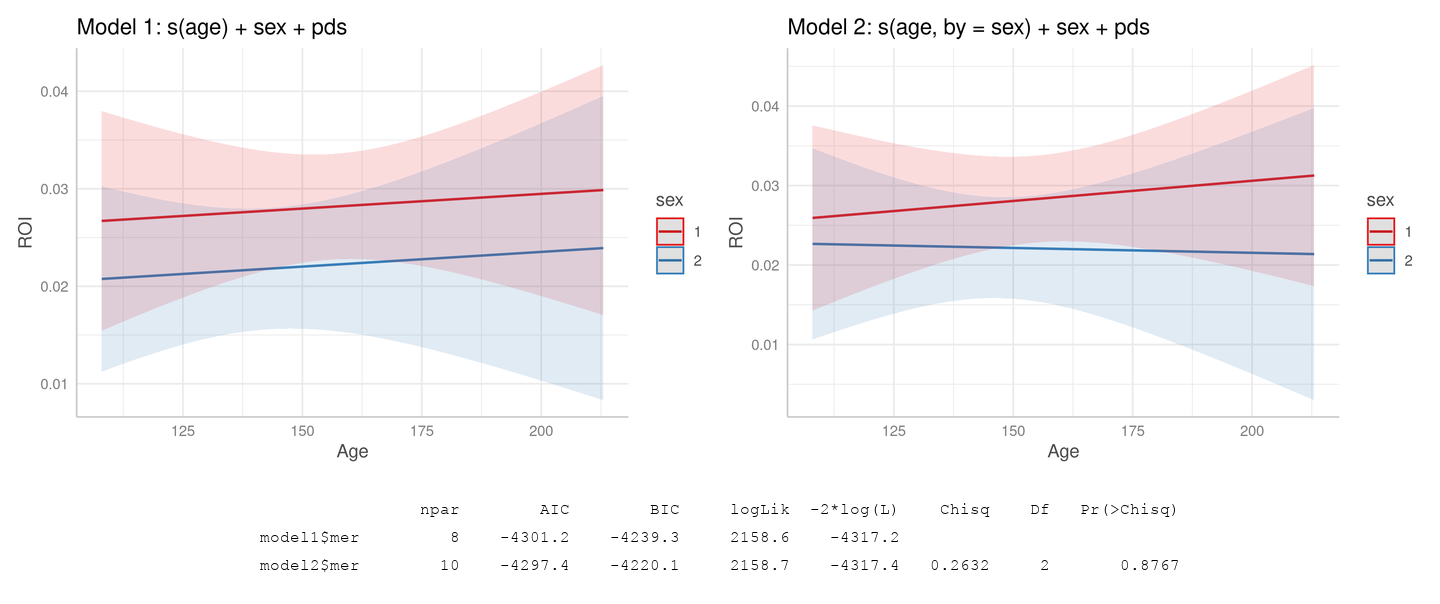 Model 1: s(age) + sex + pds
0.04
0.03
0.02
0.01
ROI
125 150 175 200
Age
sex
1
2
Model 2: s(age, by = sex) + sex + pds
0.04
0.03
0.02
0.01
ROI
125 150 175 200
Age
sex
1
2
npar AIC BIC logLik -2*log(L) Chisq Df Pr(>Chisq)
model1$mer 8 -4301.2 -4239.3 2158.6 -4317.2
model2$mer 10 -4297.4 -4220.1 2158.7 -4317.4 0.2632 2 0.8767